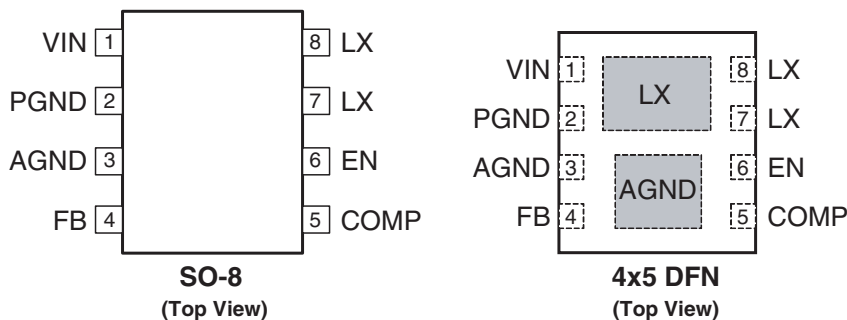 VIN 1 8 LX
PGND 2 7 LX
AGND 3 6 EN
FB 4 5 COMP
SO-8
(Top View)
VIN 1 LX 8 LX
PGND 2 7 LX
AGND 3 AGND 6 EN
FB 4 5 COMP
4x5 DFN
(Top View)